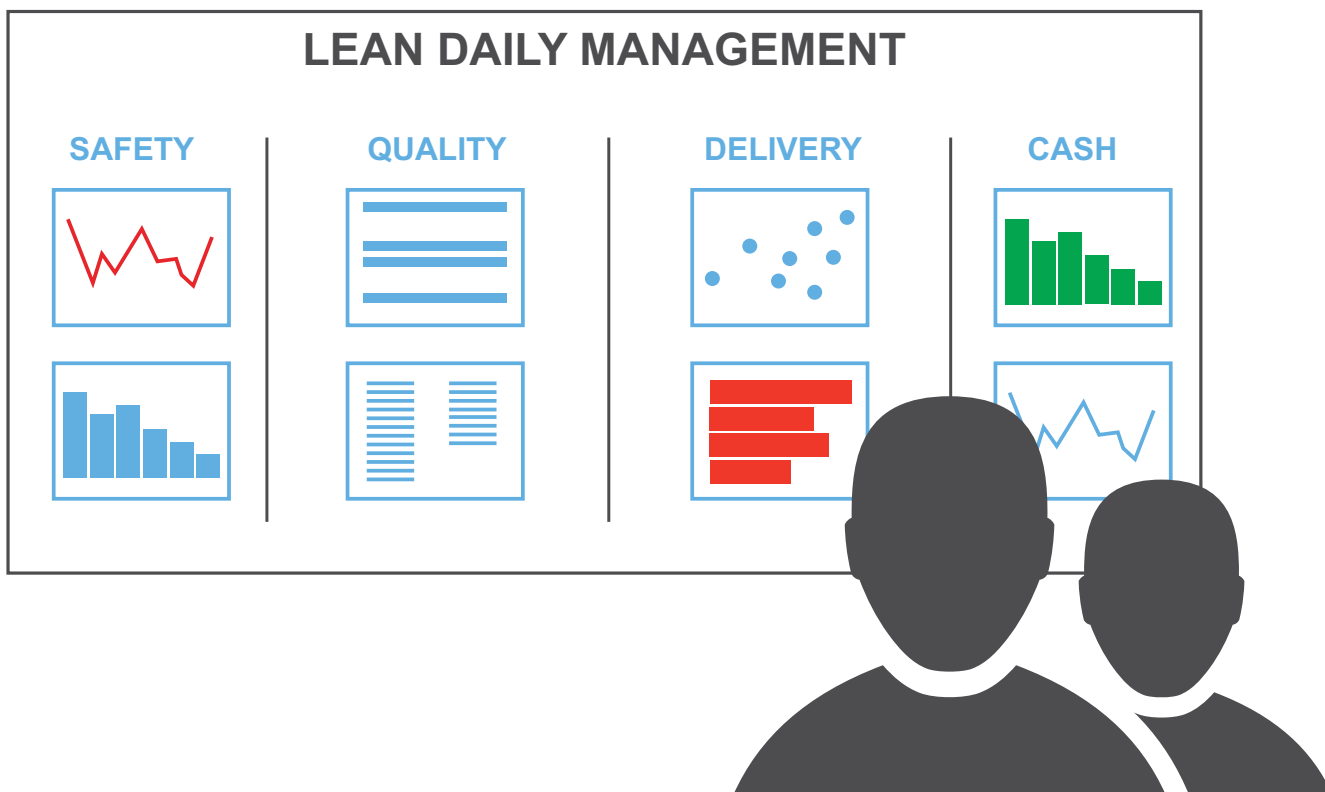 LEAN DAILY MANAGEMENT
SAFETY
QUALITY
DELIVERY
CASH